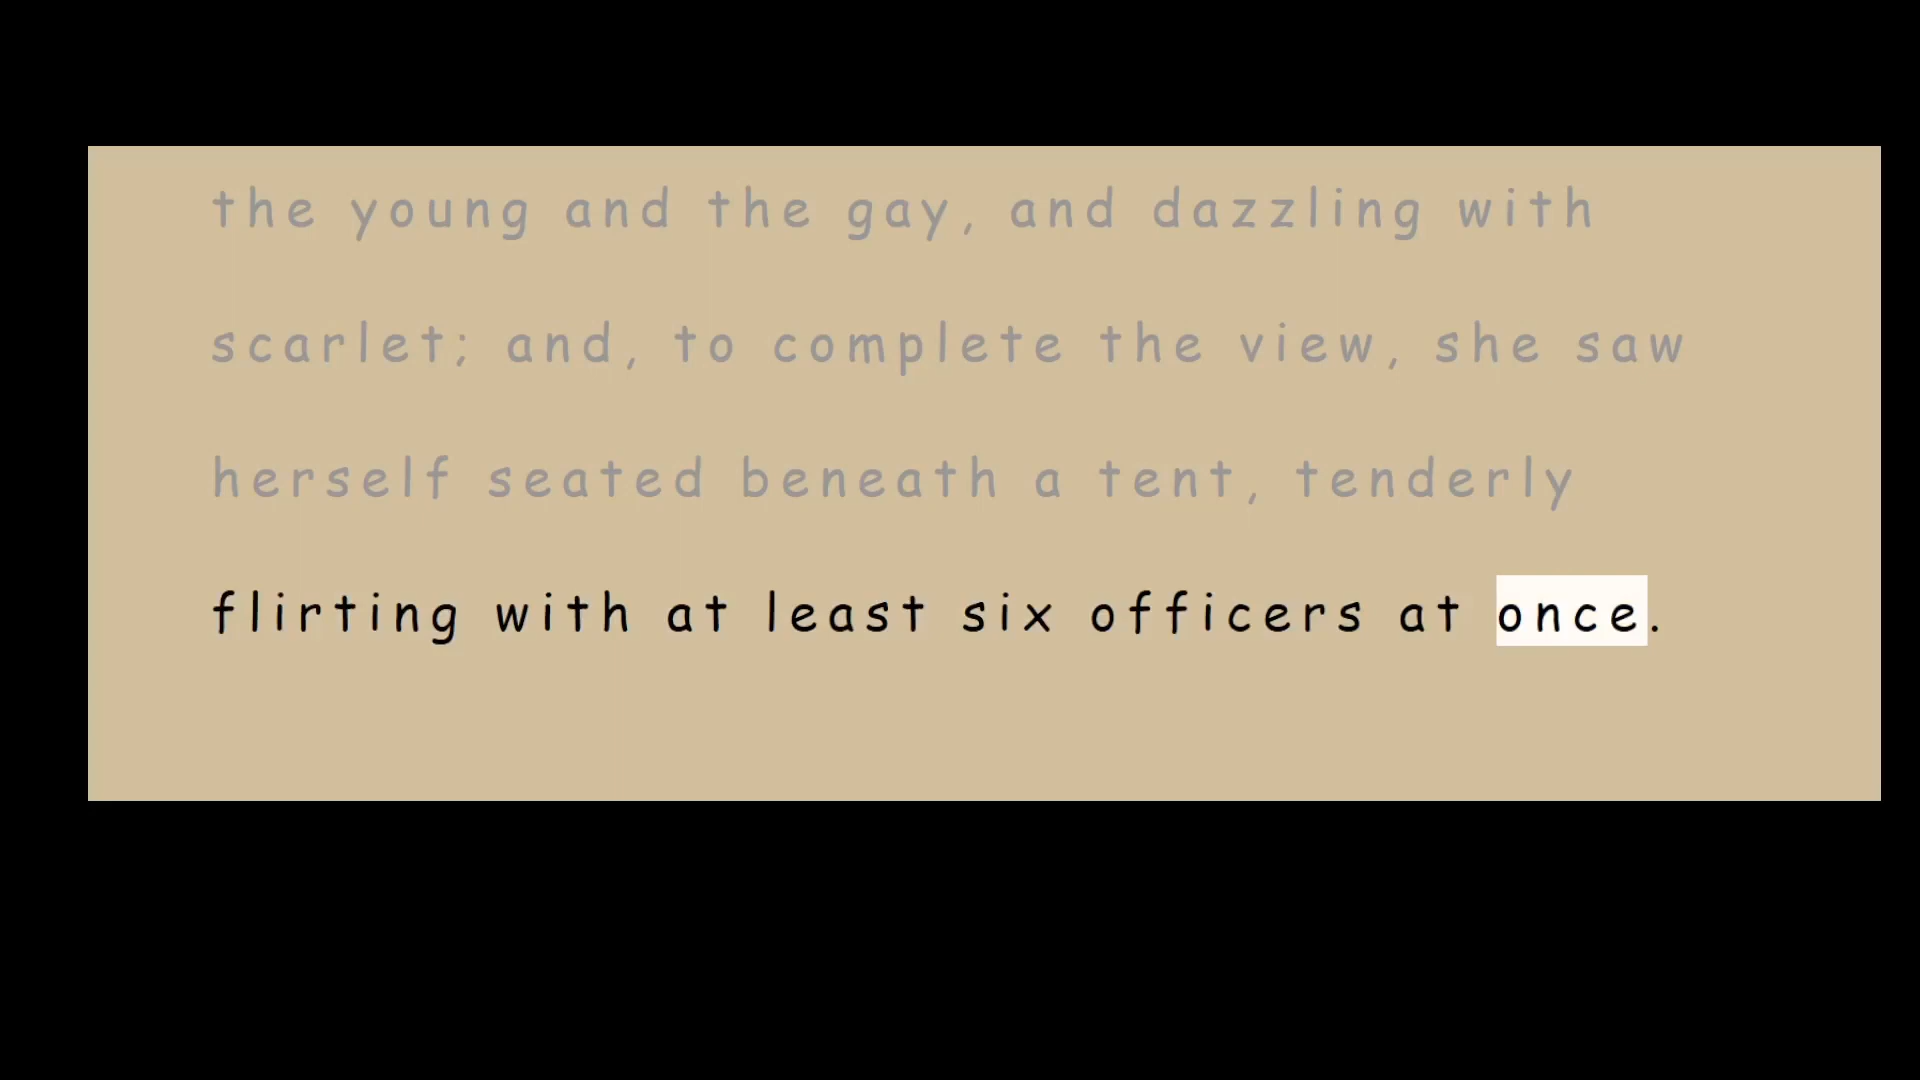 the young and the gay, and dazzling with
scarlet; and, to complete the view, she saw
herself seated beneath a tent, tenderly
flirting with at least six officers at once.